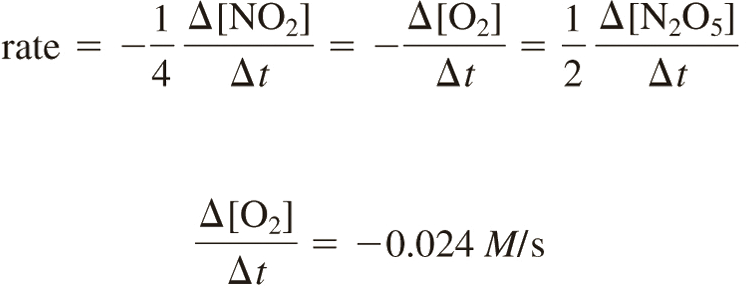 rate = −1/4 Δ[NO₂]/Δt = −Δ[O₂]/Δt = 1/2 Δ[N₂O₅]/Δt
Δ[O₂]/Δt = −0.024 M/s